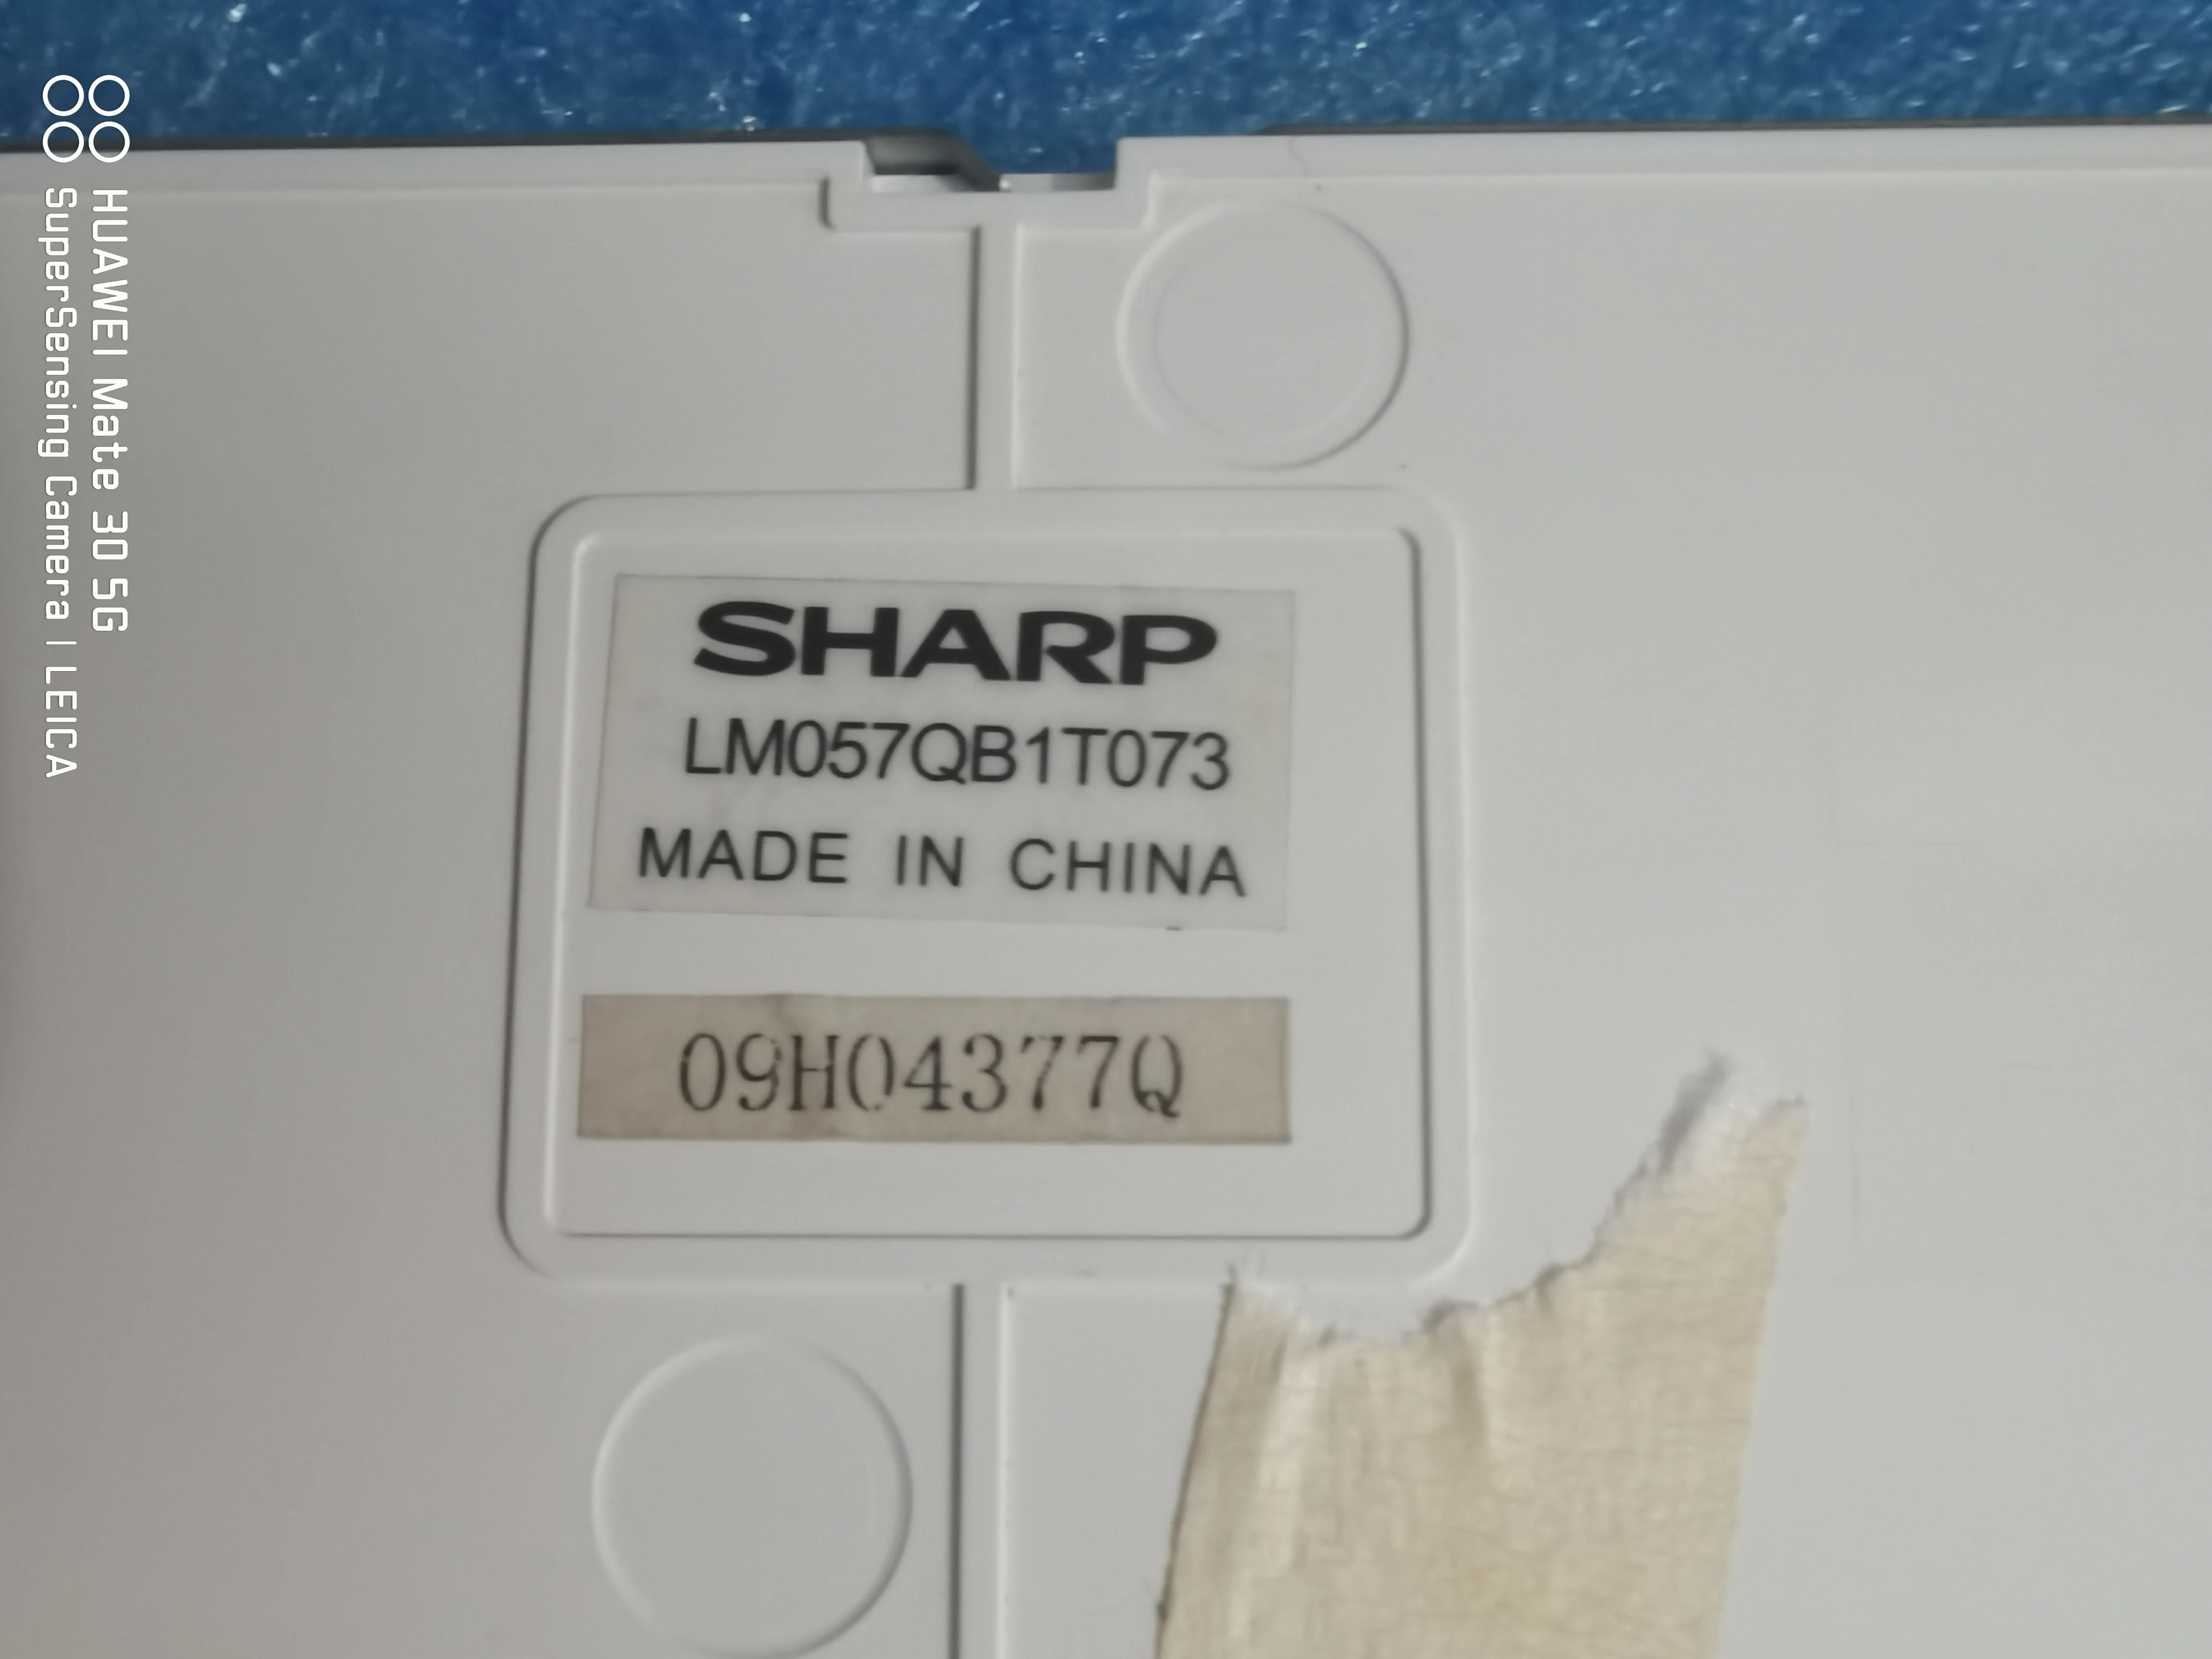 SHARP
LM057QB1T073
MADE IN CHINA
09H04377Q
HUAWEI Mate 30 5G
SuperSensing Camera | LEICA